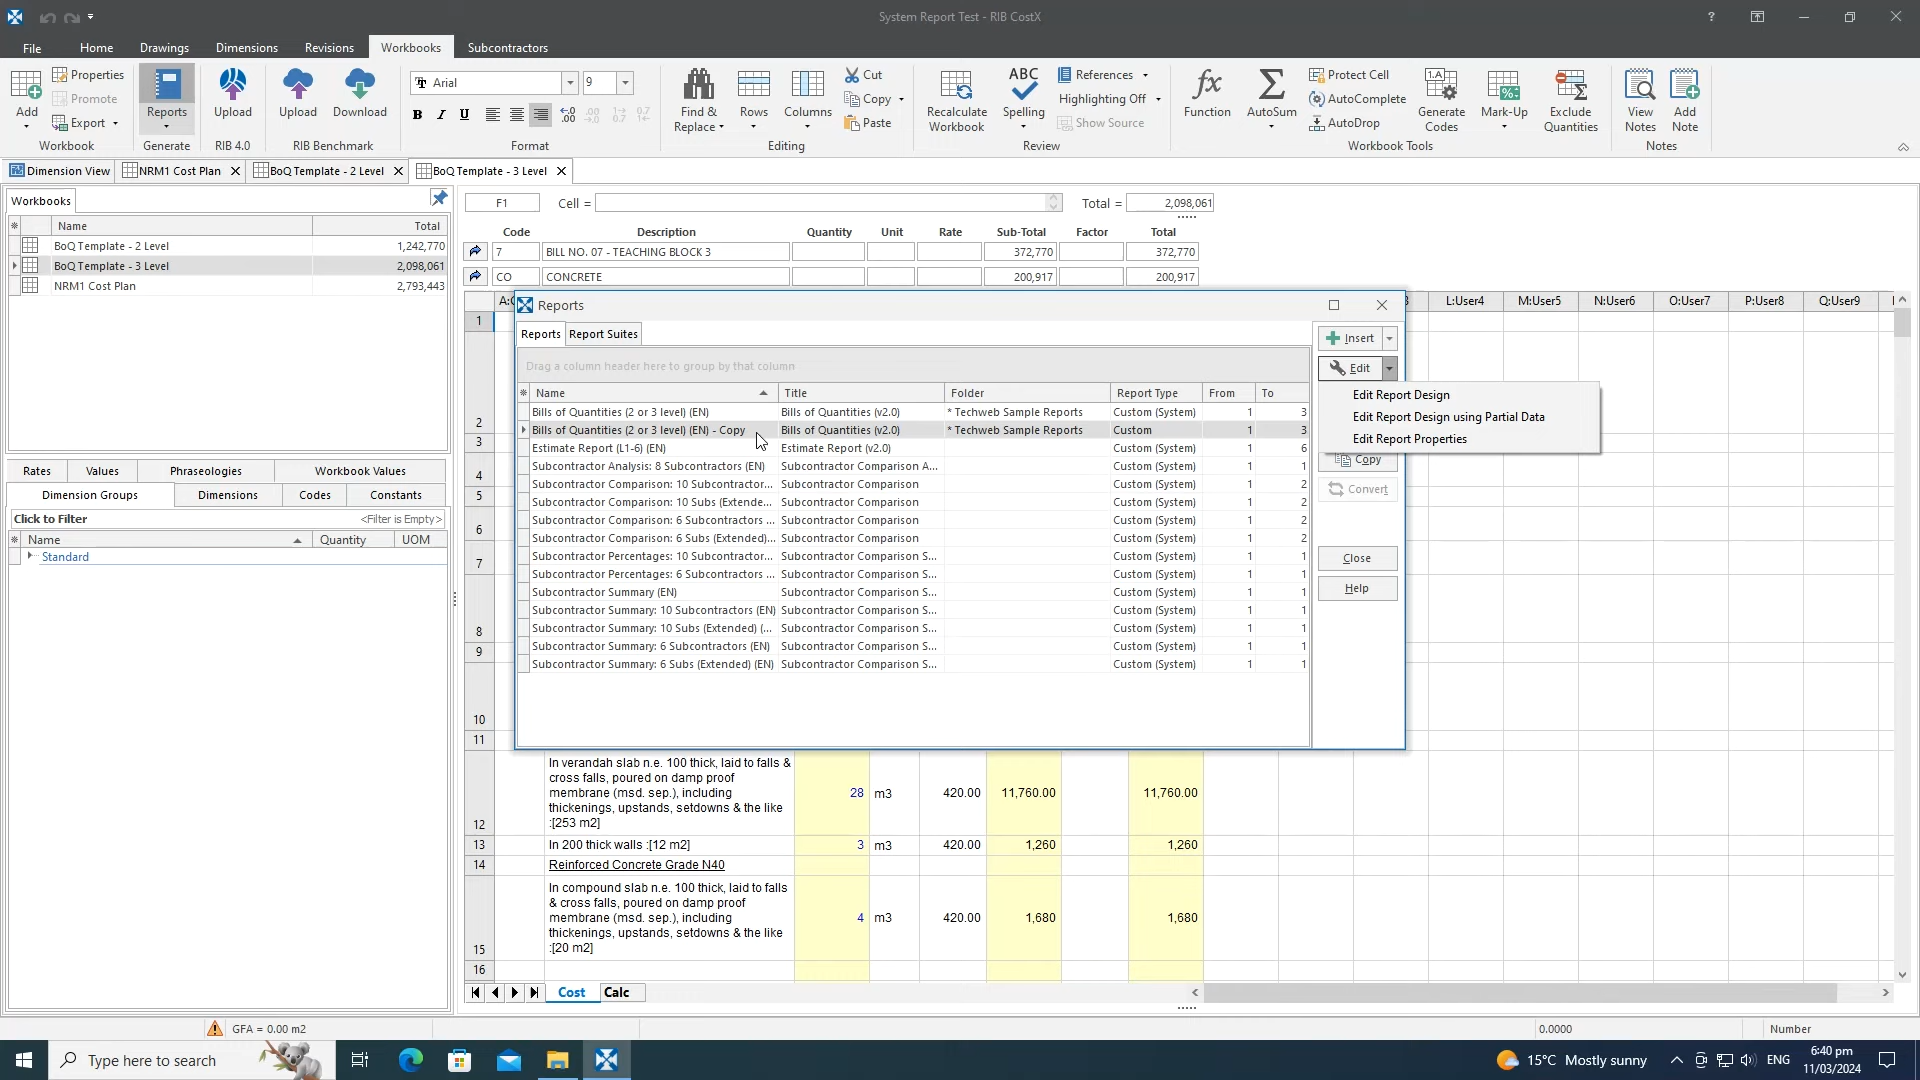 System Report Test - RIB CostX
File
Home
Drawings
Dimensions
Revisions
Workbooks
Subcontractors
Add
Properties
Promote
Export
Workbook
Reports
Generate
Upload
RIB 4.0
Upload
Download
RIB Benchmark
Arial
9
B I U
Format
Find & Replace
Rows
Columns
Cut
Copy
Paste
Editing
Recalculate Workbook
ABC
Spelling
References
Highlighting Off
Show Source
Review
Function
AutoSum
Protect Cell
AutoComplete
AutoDrop
Generate Codes
Mark-Up
Exclude Quantities
Workbook Tools
View Notes
Add Note
Notes
Dimension View
NRM1 Cost Plan
BoQ Template - 2 Level
BoQ Template - 3 Level
Workbooks
Name Total
BoQ Template - 2 Level 1,242,770
BoQ Template - 3 Level 2,098,061
NRM1 Cost Plan 2,793,443
Rates Values Phraseologies Workbook Values
Dimension Groups Dimensions Codes Constants
Click to Filter <Filter is Empty>
Name Quantity UOM
Standard
F1 Cell = Total = 2,098,061
Code Description Quantity Unit Rate Sub-Total Factor Total
7 BILL NO. 07 - TEACHING BLOCK 3 372,770 372,770
CO CONCRETE 200,917 200,917
L:User4 M:User5 N:User6 O:User7 P:User8 Q:User9
1
2
3
4
5
6
7
8
9
10
11
Reports
Reports Report Suites
Drag a column header here to group by that column
Name Title Folder Report Type From To
Bills of Quantities (2 or 3 level) (EN) Bills of Quantities (v2.0) * Techweb Sample Reports Custom (System) 1 3
Bills of Quantities (2 or 3 level) (EN) - Copy Bills of Quantities (v2.0) * Techweb Sample Reports Custom 1 3
Estimate Report (L1-6) (EN) Estimate Report (v2.0) Custom (System) 1 6
Subcontractor Analysis: 8 Subcontractors (EN) Subcontractor Comparison A... Custom (System) 1 1
Subcontractor Comparison: 10 Subcontractor... Subcontractor Comparison Custom (System) 1 2
Subcontractor Comparison: 10 Subs (Extende... Subcontractor Comparison Custom (System) 1 2
Subcontractor Comparison: 6 Subcontractors ... Subcontractor Comparison Custom (System) 1 2
Subcontractor Comparison: 6 Subs (Extended)... Subcontractor Comparison Custom (System) 1 2
Subcontractor Percentages: 10 Subcontractor... Subcontractor Comparison S... Custom (System) 1 1
Subcontractor Percentages: 6 Subcontractors ... Subcontractor Comparison S... Custom (System) 1 1
Subcontractor Summary (EN) Subcontractor Comparison S... Custom (System) 1 1
Subcontractor Summary: 10 Subcontractors (EN) Subcontractor Comparison S... Custom (System) 1 1
Subcontractor Summary: 10 Subs (Extended) (... Subcontractor Comparison S... Custom (System) 1 1
Subcontractor Summary: 6 Subcontractors (EN) Subcontractor Comparison S... Custom (System) 1 1
Subcontractor Summary: 6 Subs (Extended) (EN) Subcontractor Comparison S... Custom (System) 1 1
Insert
Edit
Edit Report Design
Edit Report Design using Partial Data
Edit Report Properties
Copy
Convert
Close
Help
In verandah slab n.e. 100 thick, laid to falls &
cross falls, poured on damp proof
membrane (msd. sep.), including 28 m3 420.00 11,760.00 11,760.00
thickenings, upstands, setdowns & the like
12 :[253 m2]
13 In 200 thick walls :[12 m2] 3 m3 420.00 1,260 1,260
14 Reinforced Concrete Grade N40
In compound slab n.e. 100 thick, laid to falls
& cross falls, poured on damp proof
membrane (msd. sep.), including 4 m3 420.00 1,680 1,680
thickenings, upstands, setdowns & the like
15 :[20 m2]
16
Cost Calc
GFA = 0.00 m2 0.0000 Number
Type here to search
15°C Mostly sunny
ENG
6:40 pm
11/03/2024